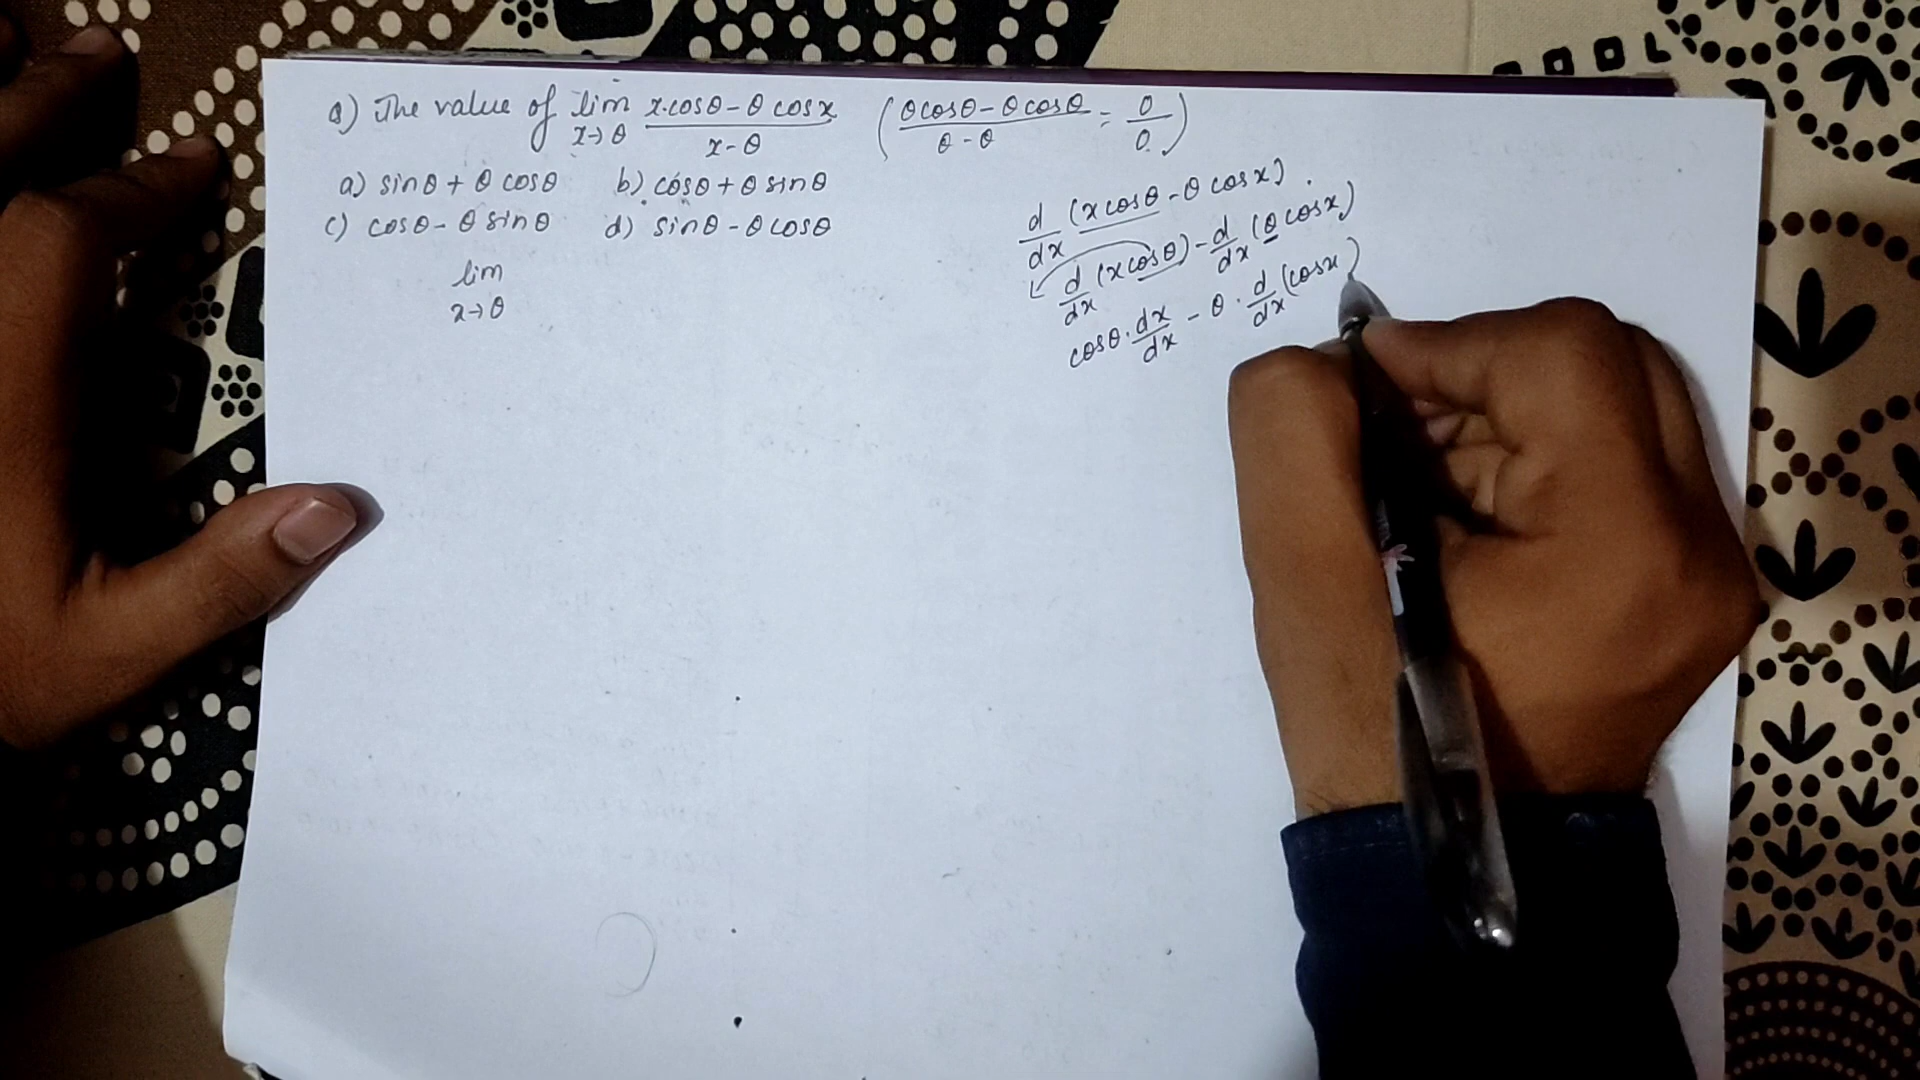 Q) The value of lim x→θ x.cosθ - θ cosx / x-θ (θcosθ - θcosθ / θ-θ = 0/0)
a) sinθ + θ cosθ b) cosθ + θ sinθ
c) cosθ - θ sinθ d) sinθ - θ cosθ
lim
x→θ
d/dx (x cosθ - θ cosx)
d/dx (x cosθ) - d/dx (θ cosx)
cosθ . dx/dx - θ . d/dx (cosx)